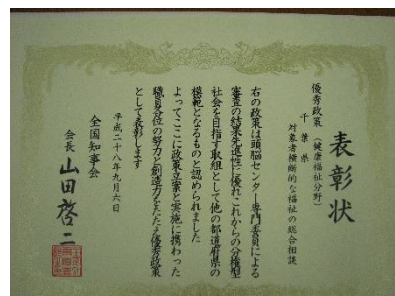 表彰状
優秀政策(健康福祉分野)
千葉県
対象者横断的な福祉の総合相談
右の政策は頭脳センター専門委員による
審査の結果先進性に優れこれからの分権型
社会を目指す取組として他の都道府県の
模範となるものと認められました
よってここに政策立案と実施に携わった
職員各位の努力と創造力をたたえ優秀政策
として表彰します
平成二十八年九月六日
全国知事会
会長 山田啓二